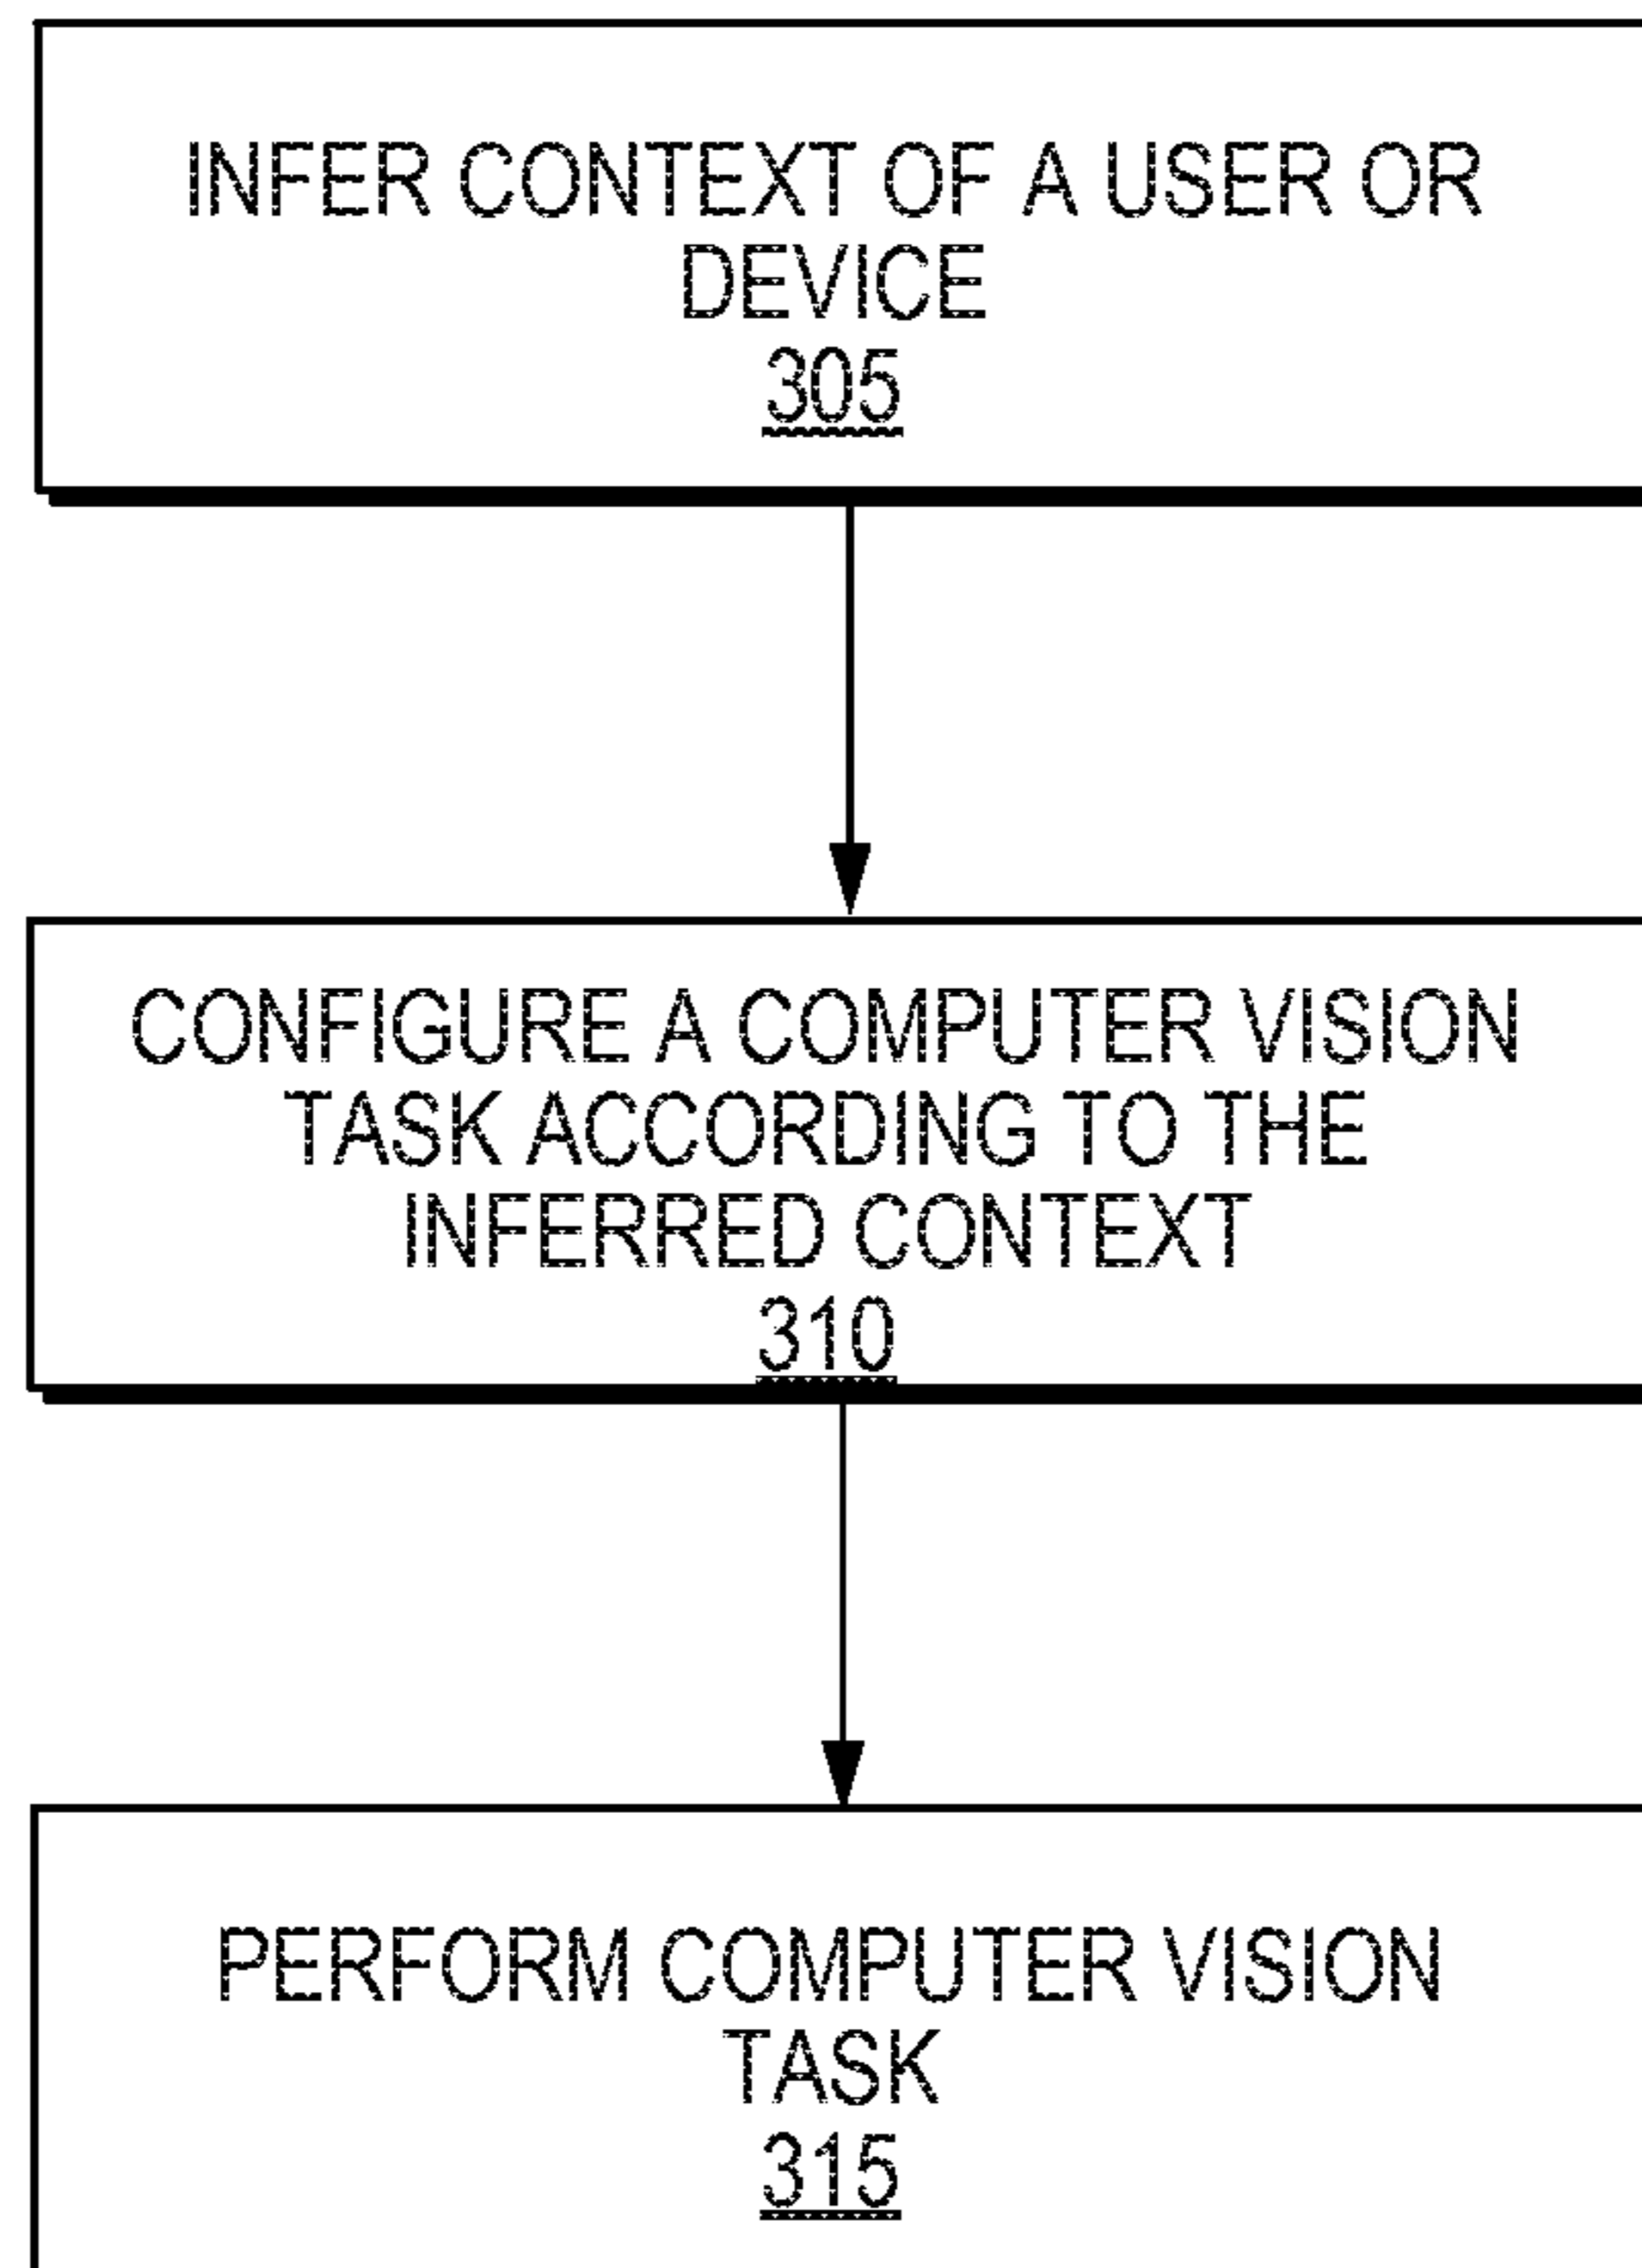 INFER CONTEXT OF A USER OR
DEVICE
305
CONFIGURE A COMPUTER VISION
TASK ACCORDING TO THE
INFERRED CONTEXT
310
PERFORM COMPUTER VISION
TASK
315